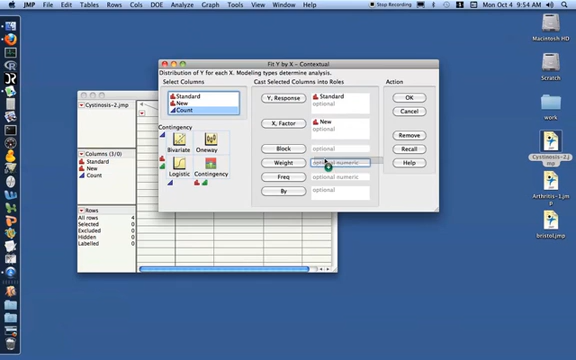 JMP File Edit Tables Rows Cols DOE Analyze Graph Tools View Window Help
Stop Recording
Mon Oct 4 9:54 AM
Fit Y by X – Contextual
Distribution of Y for each X. Modeling types determine analysis.
Select Columns
Standard
New
Count
Cast Selected Columns into Roles
Y, Response
Standard
optional
X, Factor
New
optional
Block
optional
Weight
optional numeric
Freq
optional numeric
By
optional
Action
OK
Cancel
Remove
Recall
Help
Contingency
Bivariate
Oneway
Logistic
Contingency
Cystinosis-2.jmp
Columns (3/0)
Standard
New
Count
Rows
All rows 4
Selected 0
Excluded 0
Hidden 0
Labelled 0
Macintosh HD
Scratch
work
Cystinosis-2.j
mp
Arthritis-1.jmp
bristol.jmp